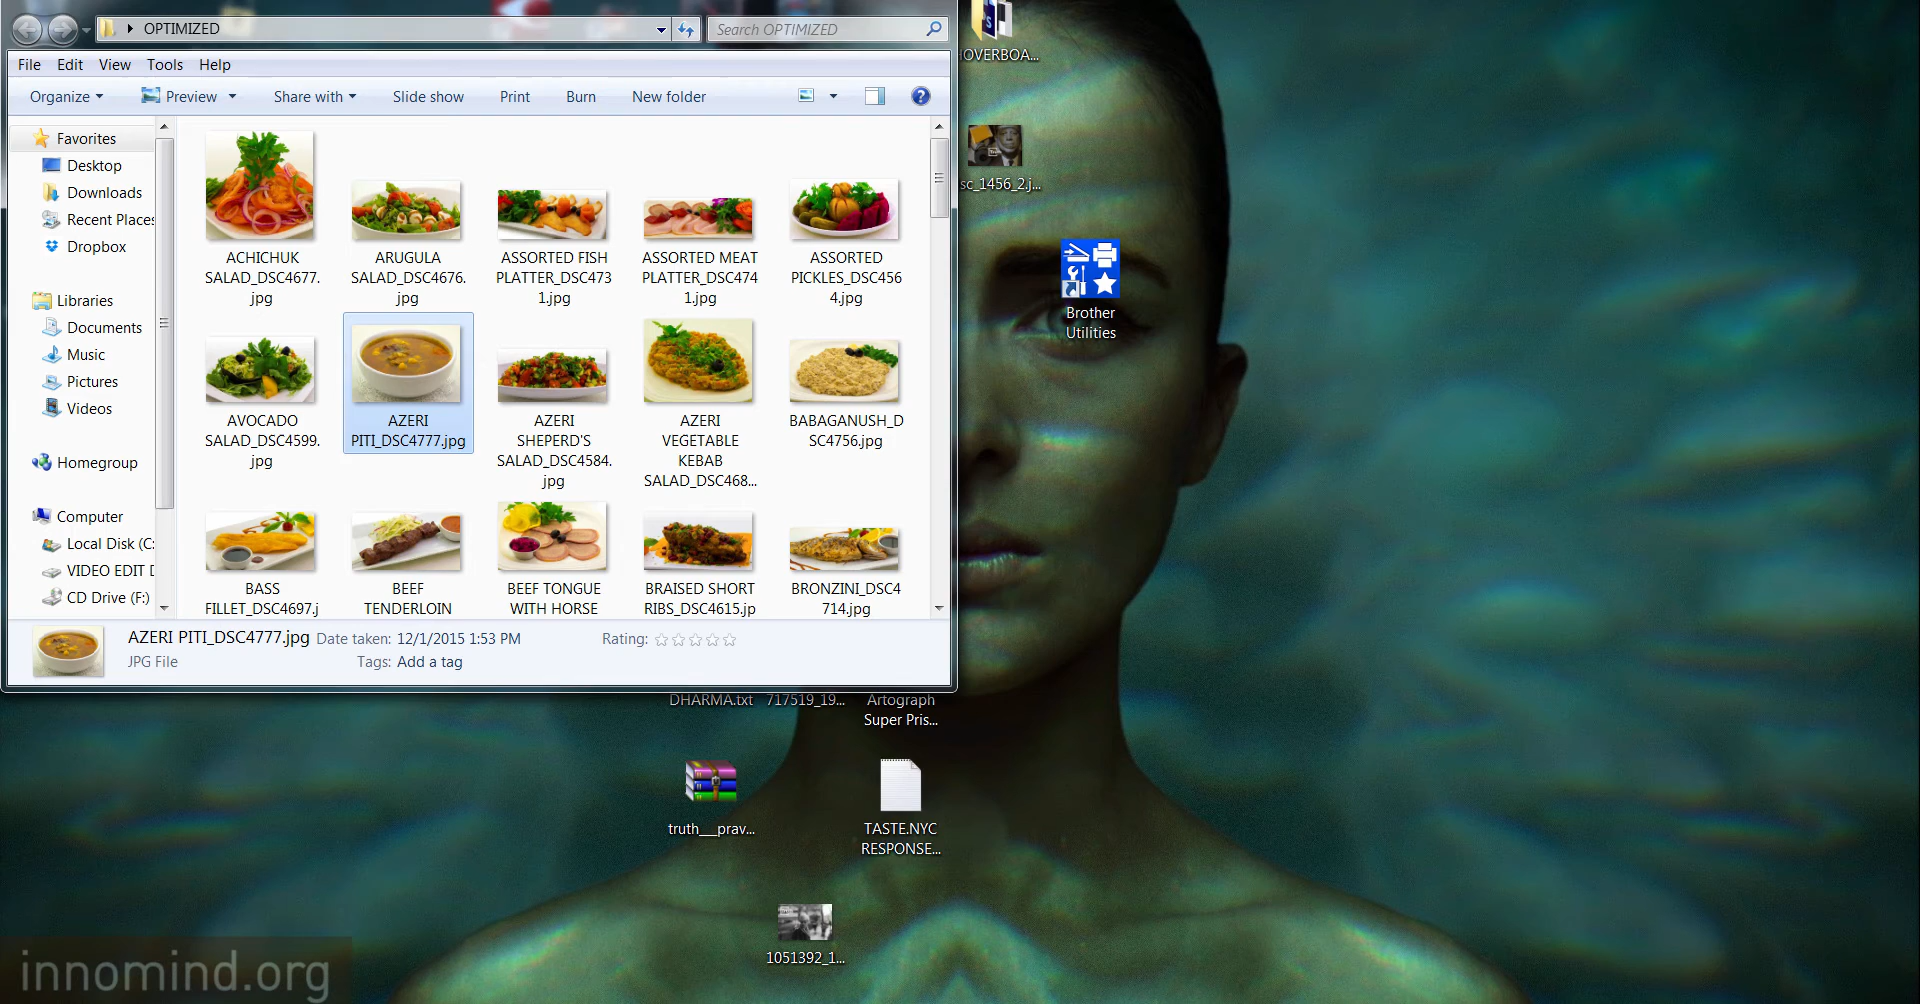 OPTIMIZED
Search OPTIMIZED
File Edit View Tools Help
Organize Preview Share with Slide show Print Burn New folder
Favorites
Desktop
Downloads
Recent Places
Dropbox
Libraries
Documents
Music
Pictures
Videos
Homegroup
Computer
Local Disk (C:
VIDEO EDIT D
CD Drive (F:)
ACHICHUK
SALAD_DSC4677.
jpg
ARUGULA
SALAD_DSC4676.
jpg
ASSORTED FISH
PLATTER_DSC473
1.jpg
ASSORTED MEAT
PLATTER_DSC474
1.jpg
ASSORTED
PICKLES_DSC456
4.jpg
AVOCADO
SALAD_DSC4599.
jpg
AZERI
PITI_DSC4777.jpg
AZERI
SHEPERD'S
SALAD_DSC4584.
jpg
AZERI
VEGETABLE
KEBAB
SALAD_DSC468...
BABAGANUSH_D
SC4756.jpg
BASS
FILLET_DSC4697.j
BEEF
TENDERLOIN
BEEF TONGUE
WITH HORSE
BRAISED SHORT
RIBS_DSC4615.jp
BRONZINI_DSC4
714.jpg
AZERI PITI_DSC4777.jpg Date taken: 12/1/2015 1:53 PM Rating:
JPG File Tags: Add a tag
HOVERBOA...
sc_1456_2.j...
Brother
Utilities
DHARMA.txt
717519_19...
Artograph
Super Pris...
truth___prav...
TASTE.NYC
RESPONSE...
1051392_1...
innomind.org